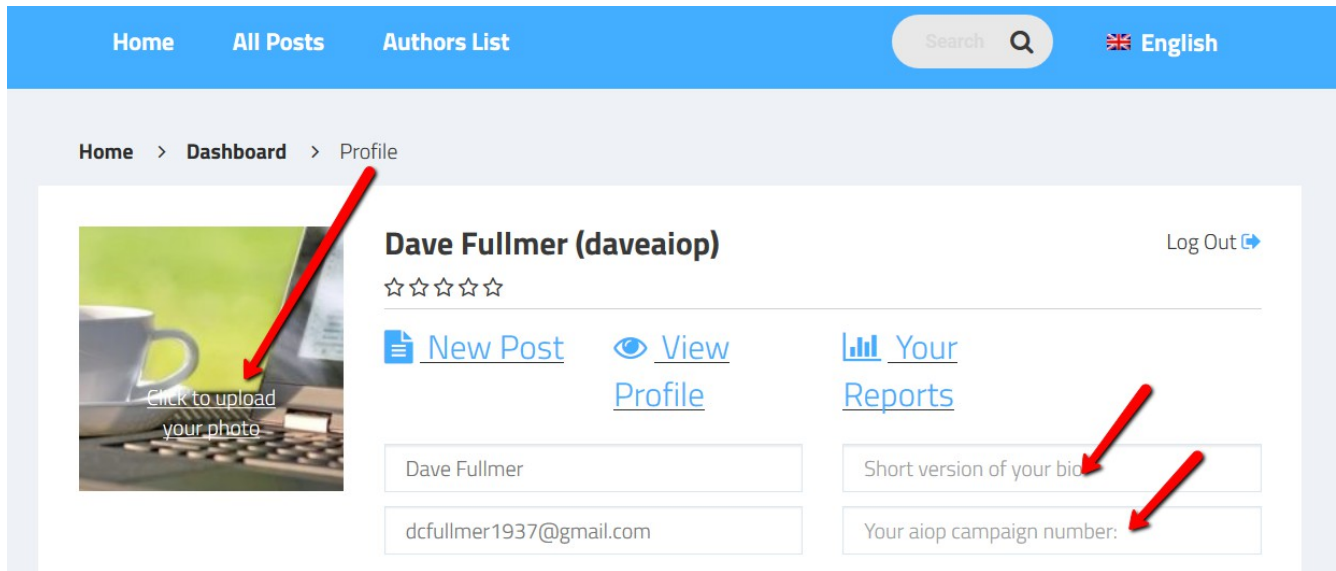 Home All Posts Authors List Search English
Home > Dashboard > Profile
Dave Fullmer (daveaiop) Log Out
New Post View Profile Your Reports
Click to upload
your photo
Dave Fullmer Short version of your bio
dcfullmer1937@gmail.com Your aiop campaign number: